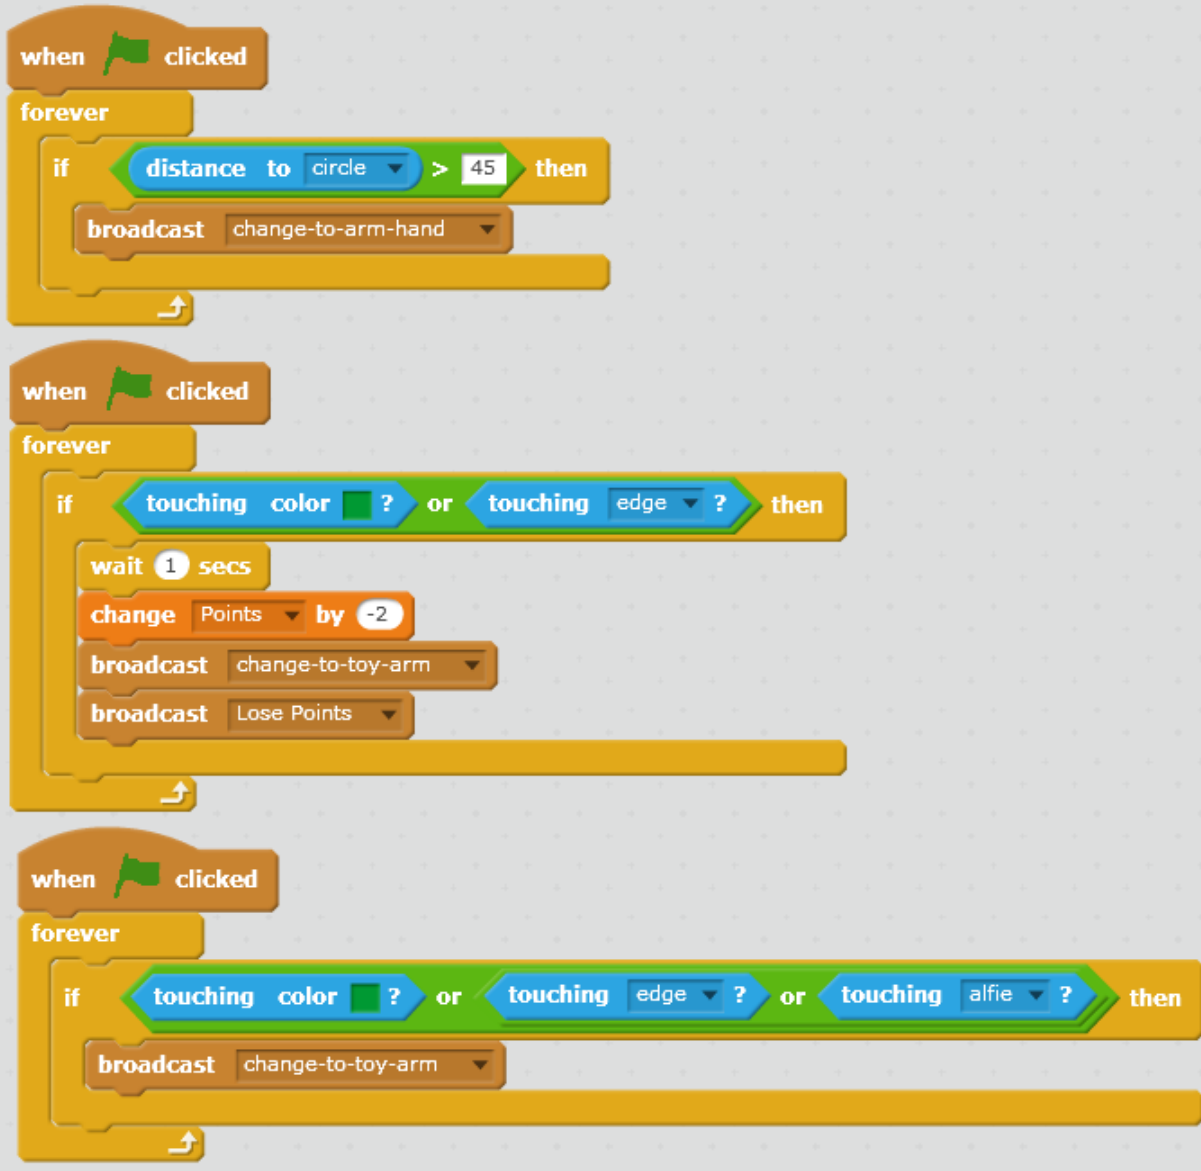 when clicked
forever
if distance to circle > 45 then
broadcast change-to-arm-hand
when clicked
forever
if touching color ? or touching edge ? then
wait 1 secs
change Points by -2
broadcast change-to-toy-arm
broadcast Lose Points
when clicked
forever
if touching color ? or touching edge ? or touching alfie ? then
broadcast change-to-toy-arm